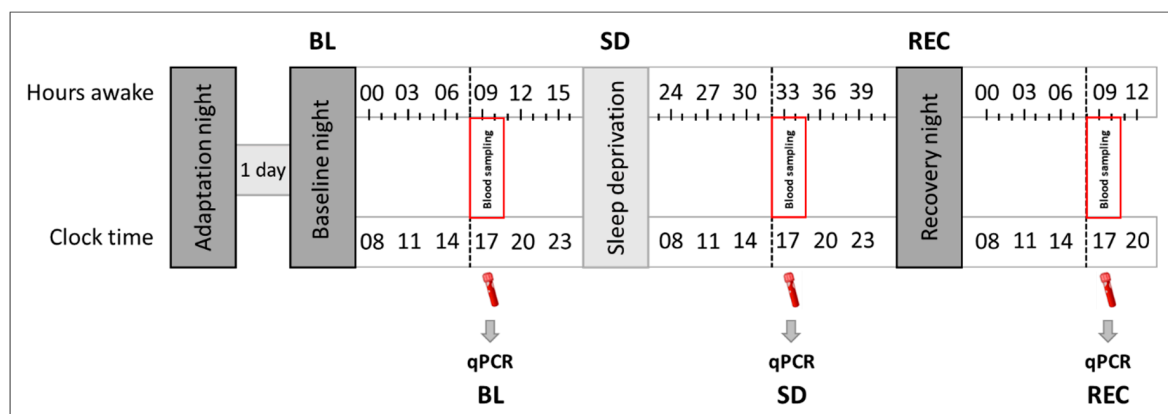 BL SD REC
Hours awake
00 03 06 09 12 15
24 27 30 33 36 39
00 03 06 09 12
Adaptation night
1 day
Baseline night
Blood sampling
Sleep deprivation
Blood sampling
Recovery night
Blood sampling
Clock time
08 11 14 17 20 23
08 11 14 17 20 23
08 11 14 17 20
qPCR qPCR qPCR
BL SD REC